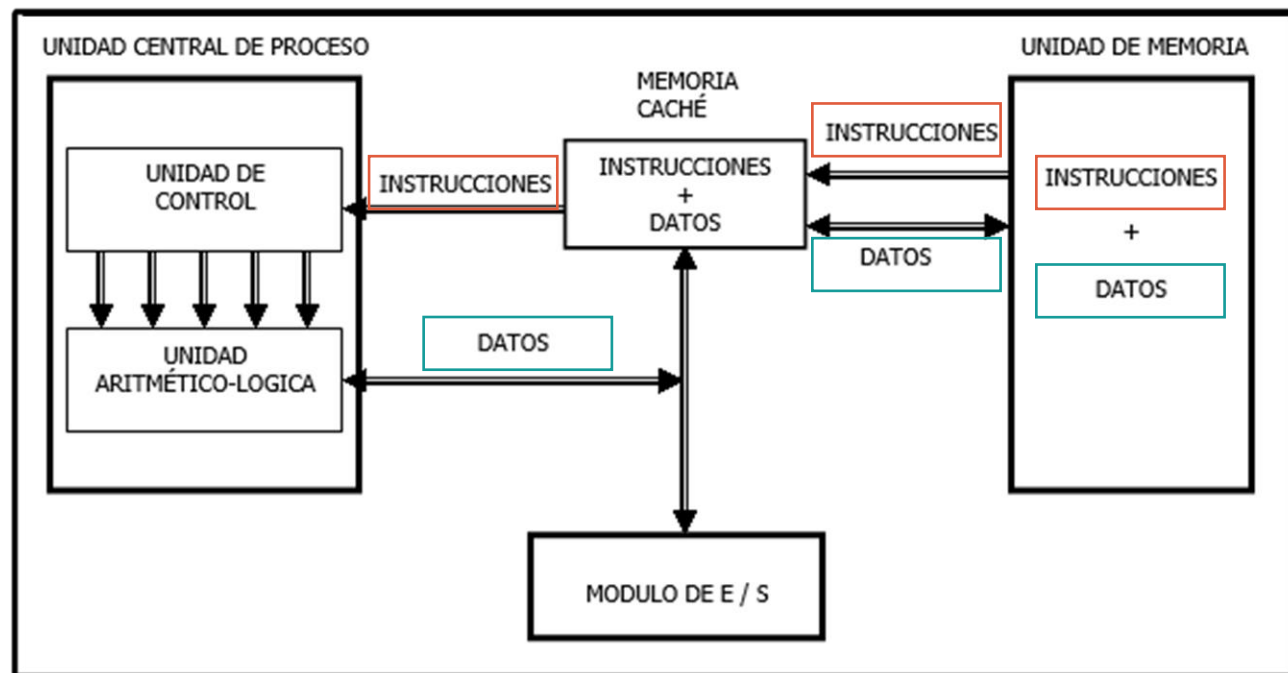 UNIDAD CENTRAL DE PROCESO
UNIDAD DE MEMORIA
MEMORIA
CACHÉ
INSTRUCCIONES
UNIDAD DE
CONTROL
INSTRUCCIONES
INSTRUCCIONES
+
DATOS
INSTRUCCIONES
+
DATOS
DATOS
UNIDAD
ARITMÉTICO-LOGICA
DATOS
MODULO DE E / S